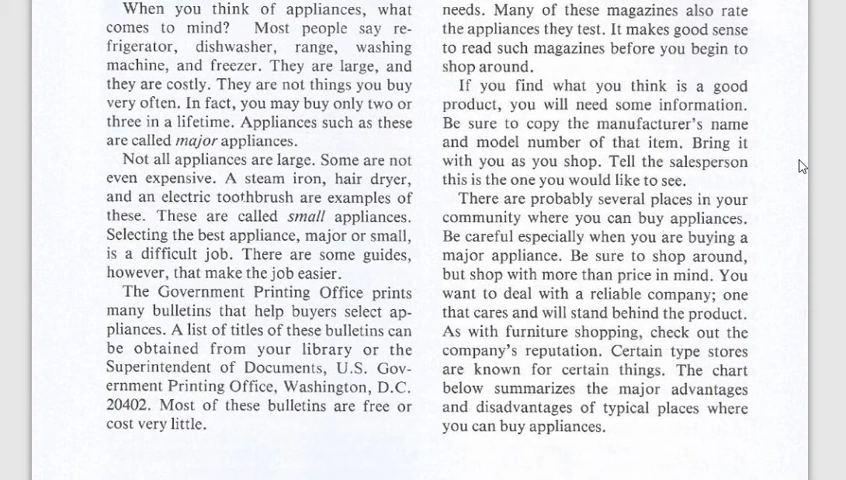 When you think of appliances, what
comes to mind? Most people say re-
frigerator, dishwasher, range, washing
machine, and freezer. They are large, and
they are costly. They are not things you buy
very often. In fact, you may buy only two or
three in a lifetime. Appliances such as these
are called major appliances.
Not all appliances are large. Some are not
even expensive. A steam iron, hair dryer,
and an electric toothbrush are examples of
these. These are called small appliances.
Selecting the best appliance, major or small,
is a difficult job. There are some guides,
however, that make the job easier.
The Government Printing Office prints
many bulletins that help buyers select ap-
pliances. A list of titles of these bulletins can
be obtained from your library or the
Superintendent of Documents, U.S. Gov-
ernment Printing Office, Washington, D.C.
20402. Most of these bulletins are free or
cost very little.
needs. Many of these magazines also rate
the appliances they test. It makes good sense
to read such magazines before you begin to
shop around.
If you find what you think is a good
product, you will need some information.
Be sure to copy the manufacturer's name
and model number of that item. Bring it
with you as you shop. Tell the salesperson
this is the one you would like to see.
There are probably several places in your
community where you can buy appliances.
Be careful especially when you are buying a
major appliance. Be sure to shop around,
but shop with more than price in mind. You
want to deal with a reliable company; one
that cares and will stand behind the product.
As with furniture shopping, check out the
company's reputation. Certain type stores
are known for certain things. The chart
below summarizes the major advantages
and disadvantages of typical places where
you can buy appliances.